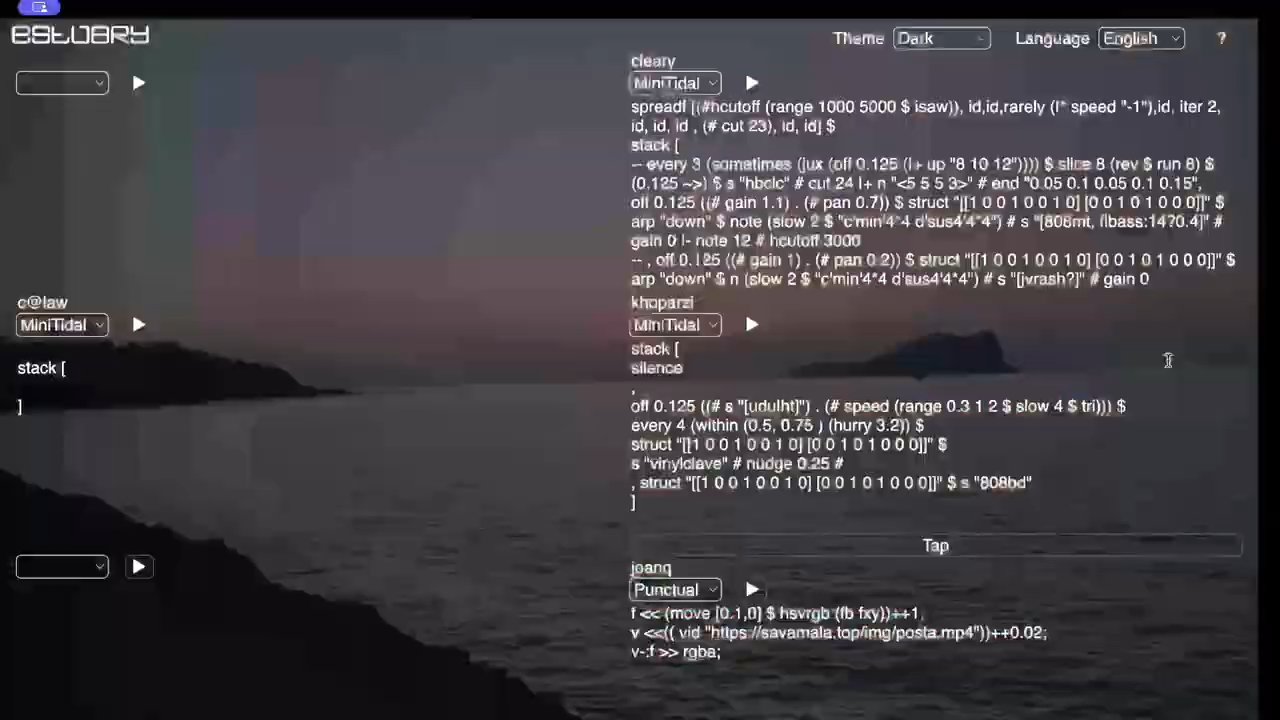 ESTUARY
Theme Dark Language English ?
cleary
MiniTidal
spreadf [(#hcutoff (range 1000 5000 $ isaw)), id,id,rarely (|* speed "-1"),id, iter 2,
id, id, id , (# cut 23), id, id] $
stack [
-- every 3 (sometimes (jux (off 0.125 (|+ up "8 10 12")))) $ slice 8 (rev $ run 8) $
(0.125 ~>) $ s "hbclc" # cut 24 |+ n "<5 5 5 3>" # end "0.05 0.1 0.05 0.1 0.15",
off 0.125 ((# gain 1.1) . (# pan 0.7)) $ struct "[[1 0 0 1 0 0 1 0] [0 0 1 0 1 0 0 0]]" $
arp "down" $ note (slow 2 $ "c'min'4*4 d'sus4'4*4") # s "[808mt, flbass:14?0.4]" #
gain 0 |- note 12 # hcutoff 3000
-- , off 0.125 ((# gain 1) . (# pan 0.2)) $ struct "[[1 0 0 1 0 0 1 0] [0 0 1 0 1 0 0 0]]" $
arp "down" $ n (slow 2 $ "c'min'4*4 d'sus4'4*4") # s "[jvrash?]" # gain 0
c@law
MiniTidal
stack [
]
khoparzi
MiniTidal
stack [
silence
,
off 0.125 ((# s "[udulht]") . (# speed (range 0.3 1 2 $ slow 4 $ tri))) $
every 4 (within (0.5, 0.75 ) (hurry 3.2)) $
struct "[[1 0 0 1 0 0 1 0] [0 0 1 0 1 0 0 0]]" $
s "vinylclave" # nudge 0.25 #
, struct "[[1 0 0 1 0 0 1 0] [0 0 1 0 1 0 0 0]]" $ s "808bd"
]
Tap
joanq
Punctual
f << (move [0.1,0] $ hsvrgb (fb fxy))++1,
v <<(( vid "https://savamala.top/img/posta.mp4"))++0.02;
v-:f >> rgba;